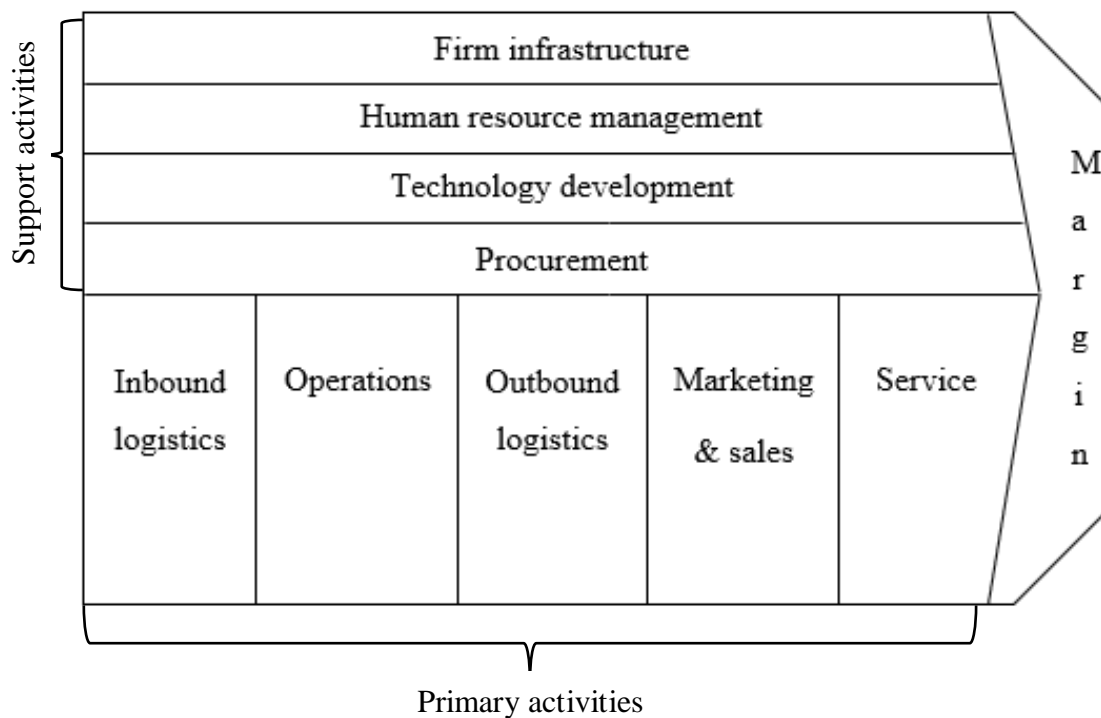 Support activities
Firm infrastructure
Human resource management
Technology development
Procurement
Inbound
logistics
Operations
Outbound
logistics
Marketing
& sales
Service
Margin
Primary activities